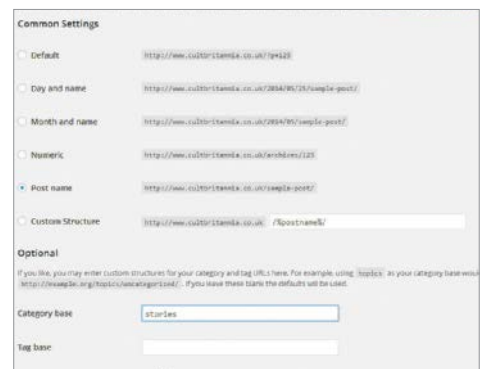 Common Settings
Default http://www.cultbritannia.co.uk/?p=123
Day and name http://www.cultbritannia.co.uk/2014/05/25/sample-post/
Month and name http://www.cultbritannia.co.uk/2014/05/sample-post/
Numeric http://www.cultbritannia.co.uk/archives/123
Post name http://www.cultbritannia.co.uk/sample-post/
Custom Structure http://www.cultbritannia.co.uk /%postname%/
Optional
If you like, you may enter custom structures for your category and tag URLs here. For example, using topics as your category base woul
http://example.org/topics/uncategorised/ . If you leave these blank the defaults will be used.
Category base stories
Tag base